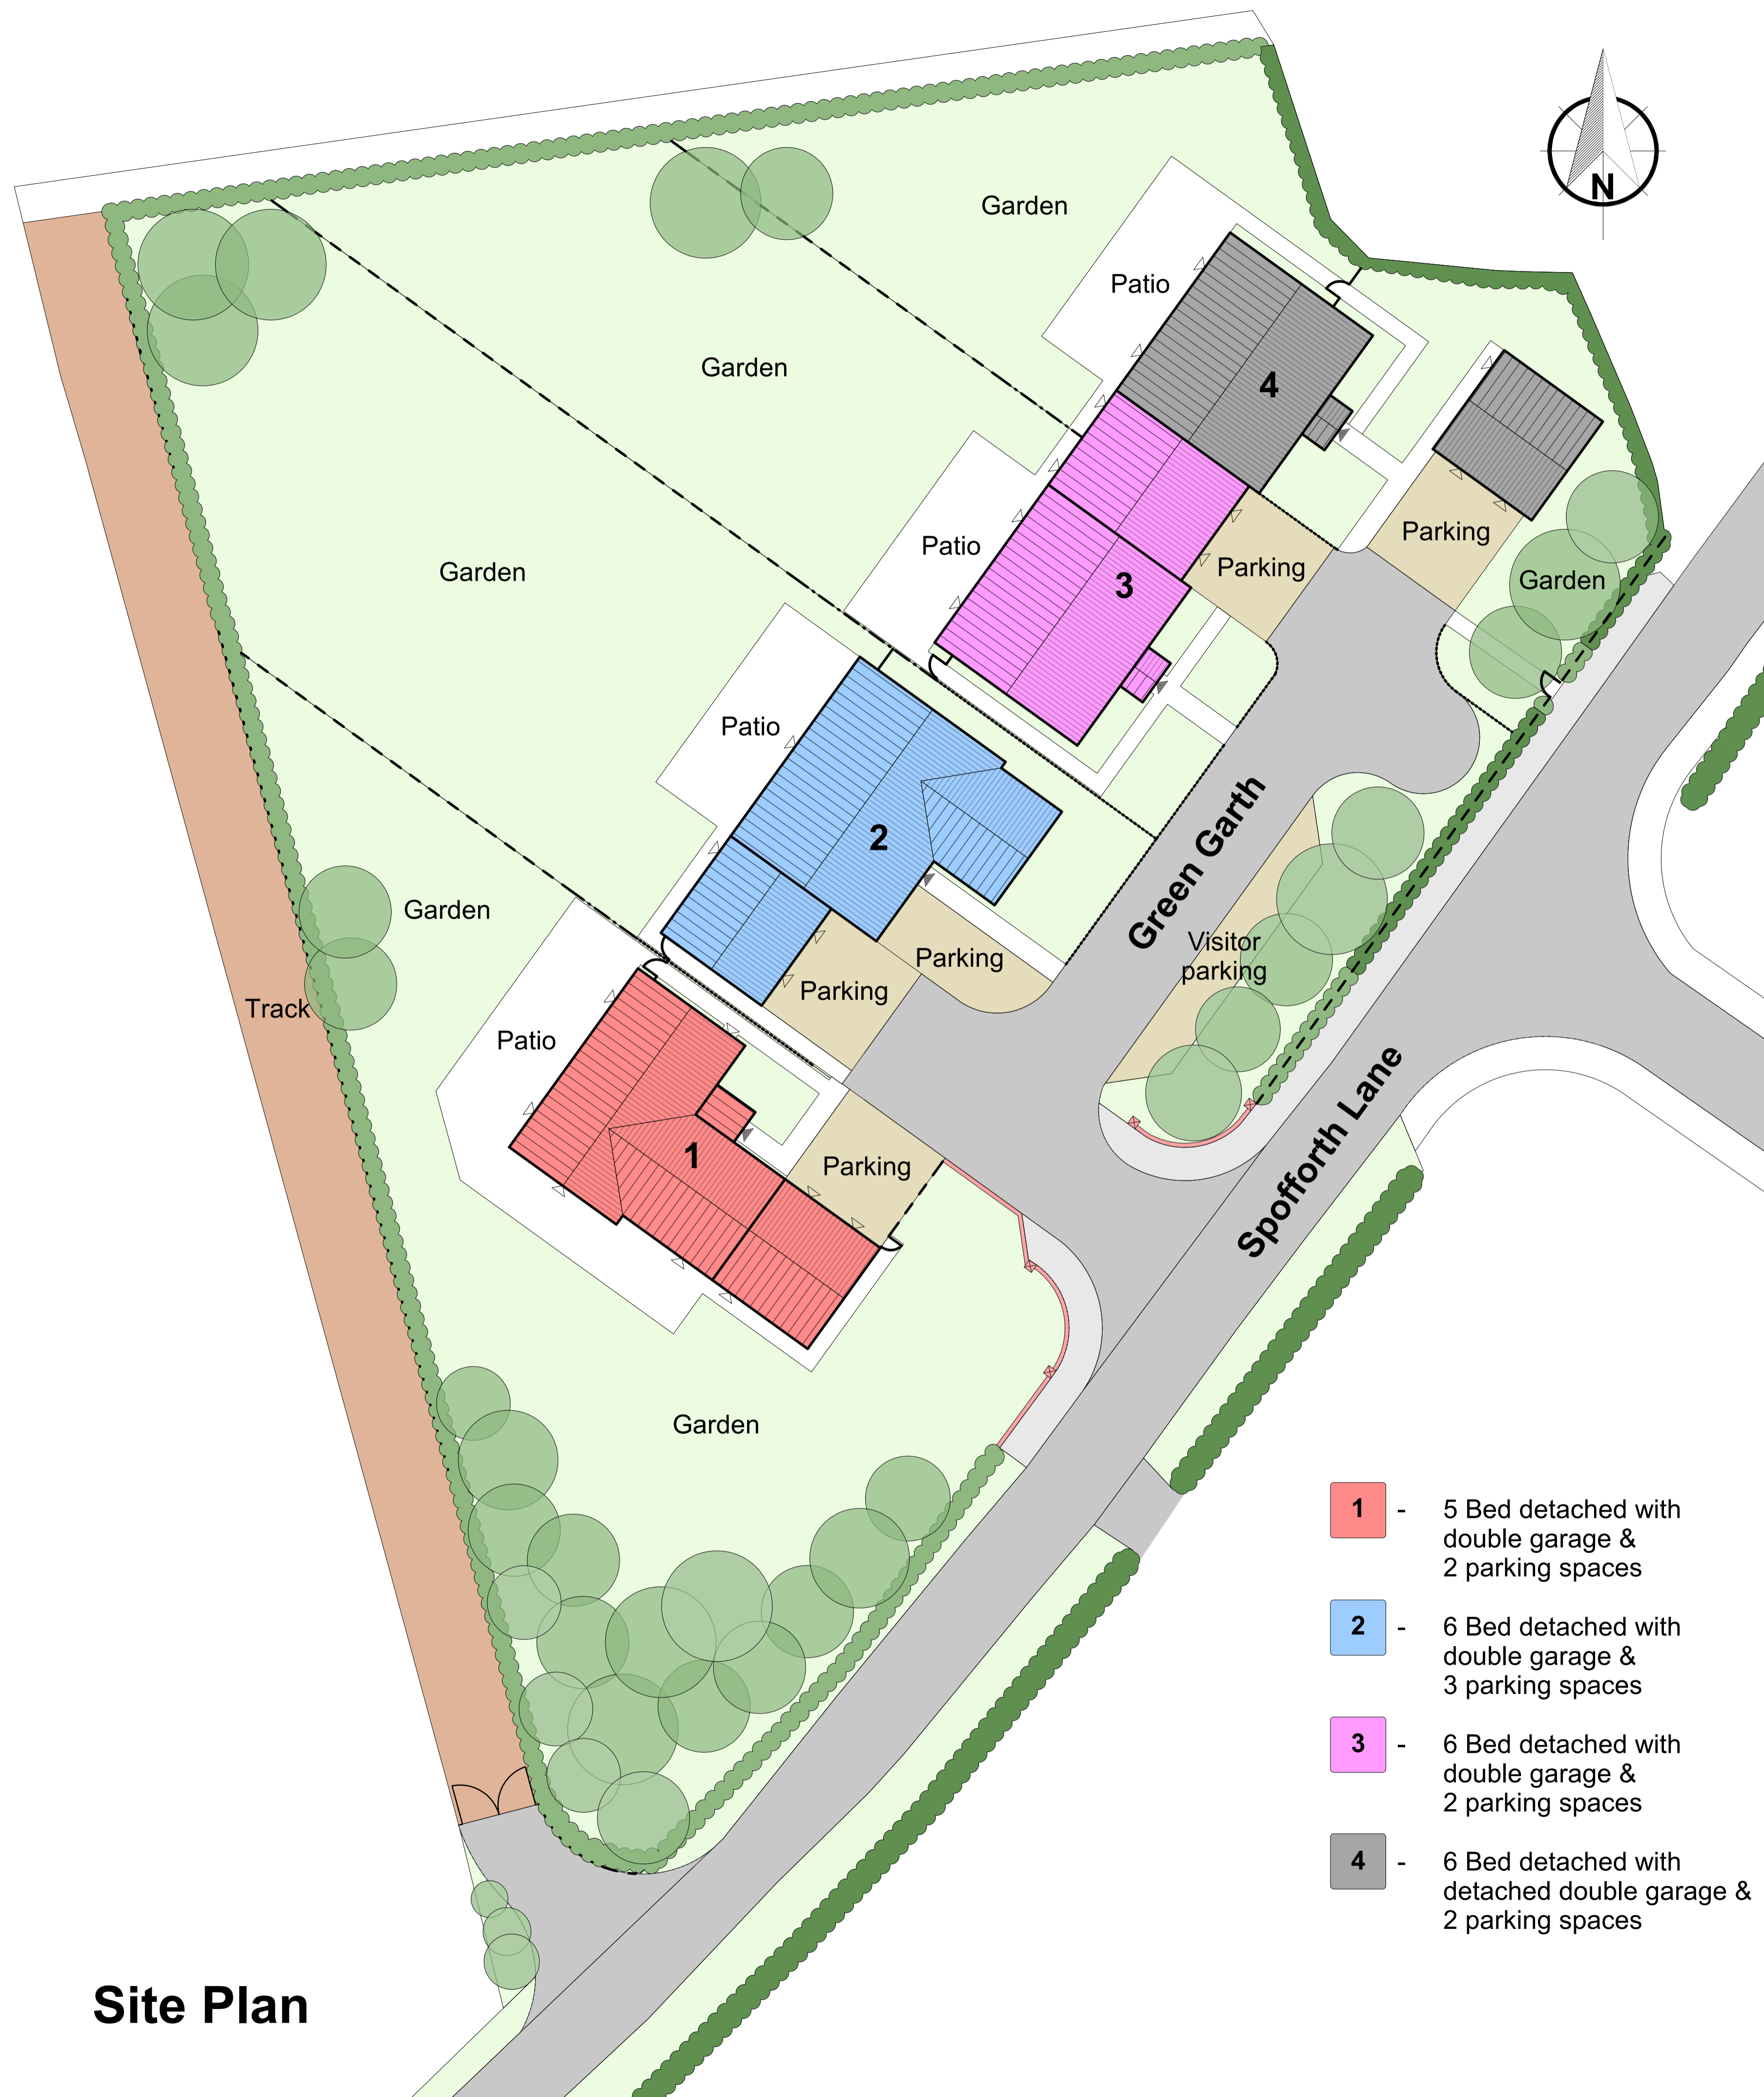 N
Garden
Patio
4
Garden
Patio
3
Parking
Parking
Garden
Garden
Patio
2
Green Garth
Garden
Visitor
parking
Parking
Parking
Track
Patio
1
Parking
Spofforth Lane
Garden
1 - 5 Bed detached with
double garage &
2 parking spaces
2 - 6 Bed detached with
double garage &
3 parking spaces
3 - 6 Bed detached with
double garage &
2 parking spaces
4 - 6 Bed detached with
detached double garage &
2 parking spaces
Site Plan